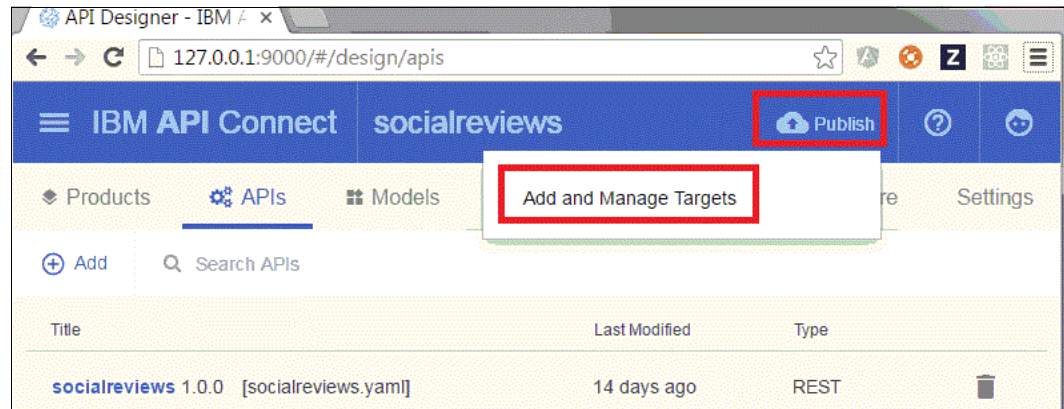 API Designer - IBM A
127.0.0.1:9000/#/design/apis
Z
IBM API Connect socialreviews Publish
Products APIs Models Add and Manage Targets re Settings
Add Search APIs
Title Last Modified Type
socialreviews 1.0.0 [socialreviews.yaml] 14 days ago REST